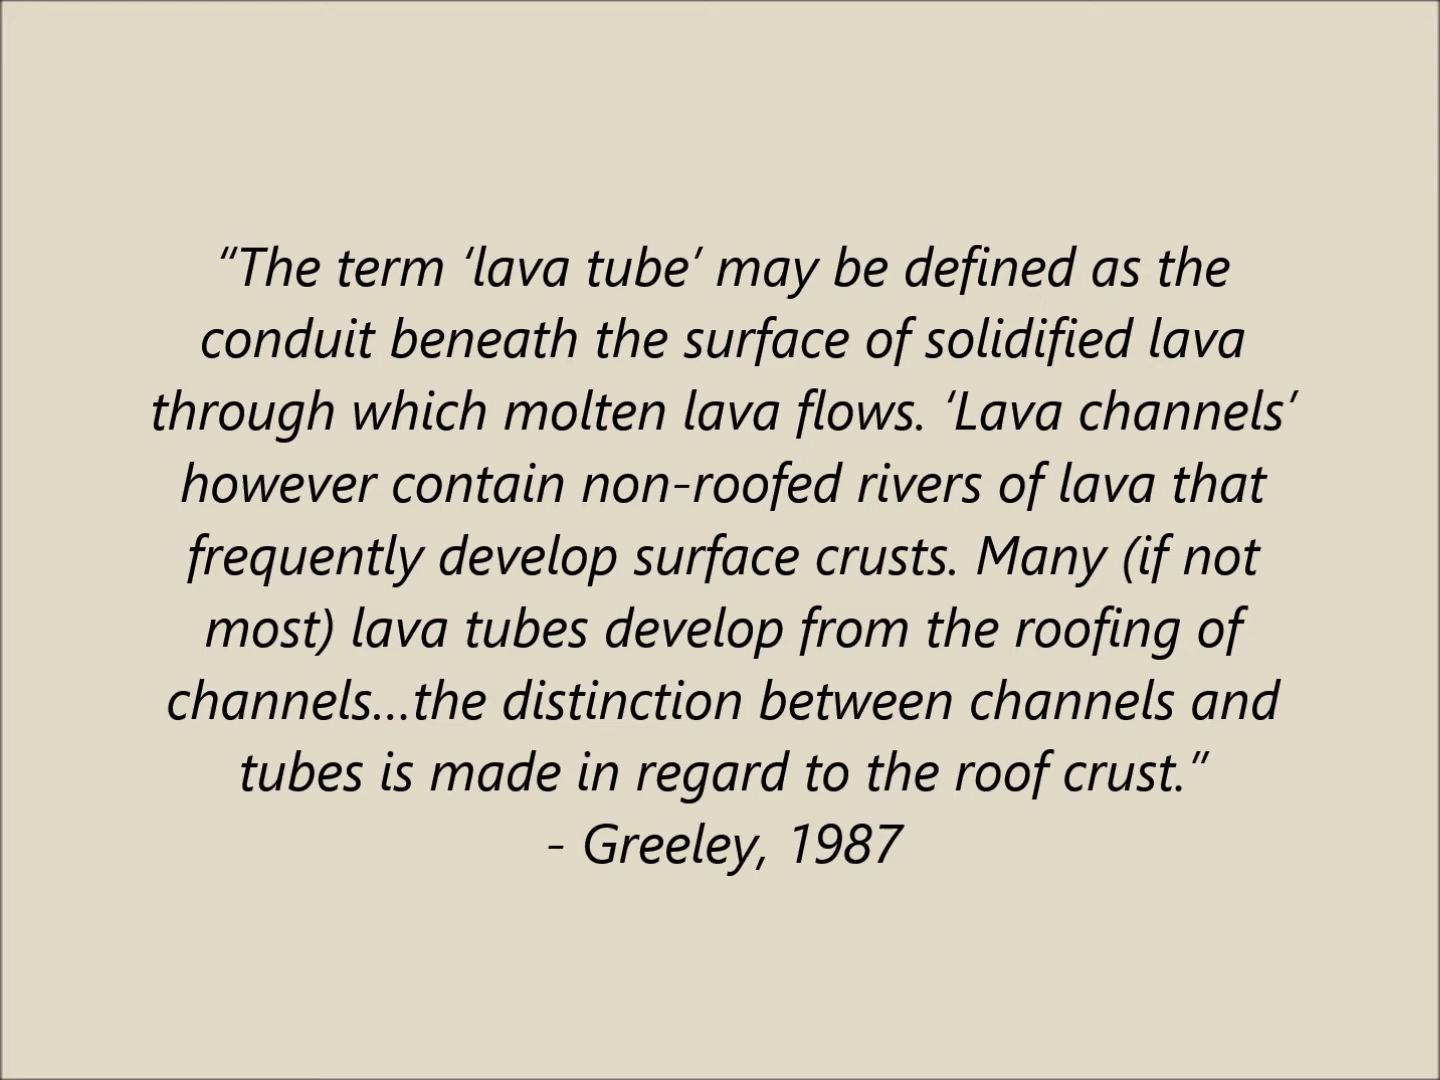 “The term ‘lava tube’ may be defined as the
conduit beneath the surface of solidified lava
through which molten lava flows. ‘Lava channels’
however contain non-roofed rivers of lava that
frequently develop surface crusts. Many (if not
most) lava tubes develop from the roofing of
channels...the distinction between channels and
tubes is made in regard to the roof crust.”
- Greeley, 1987